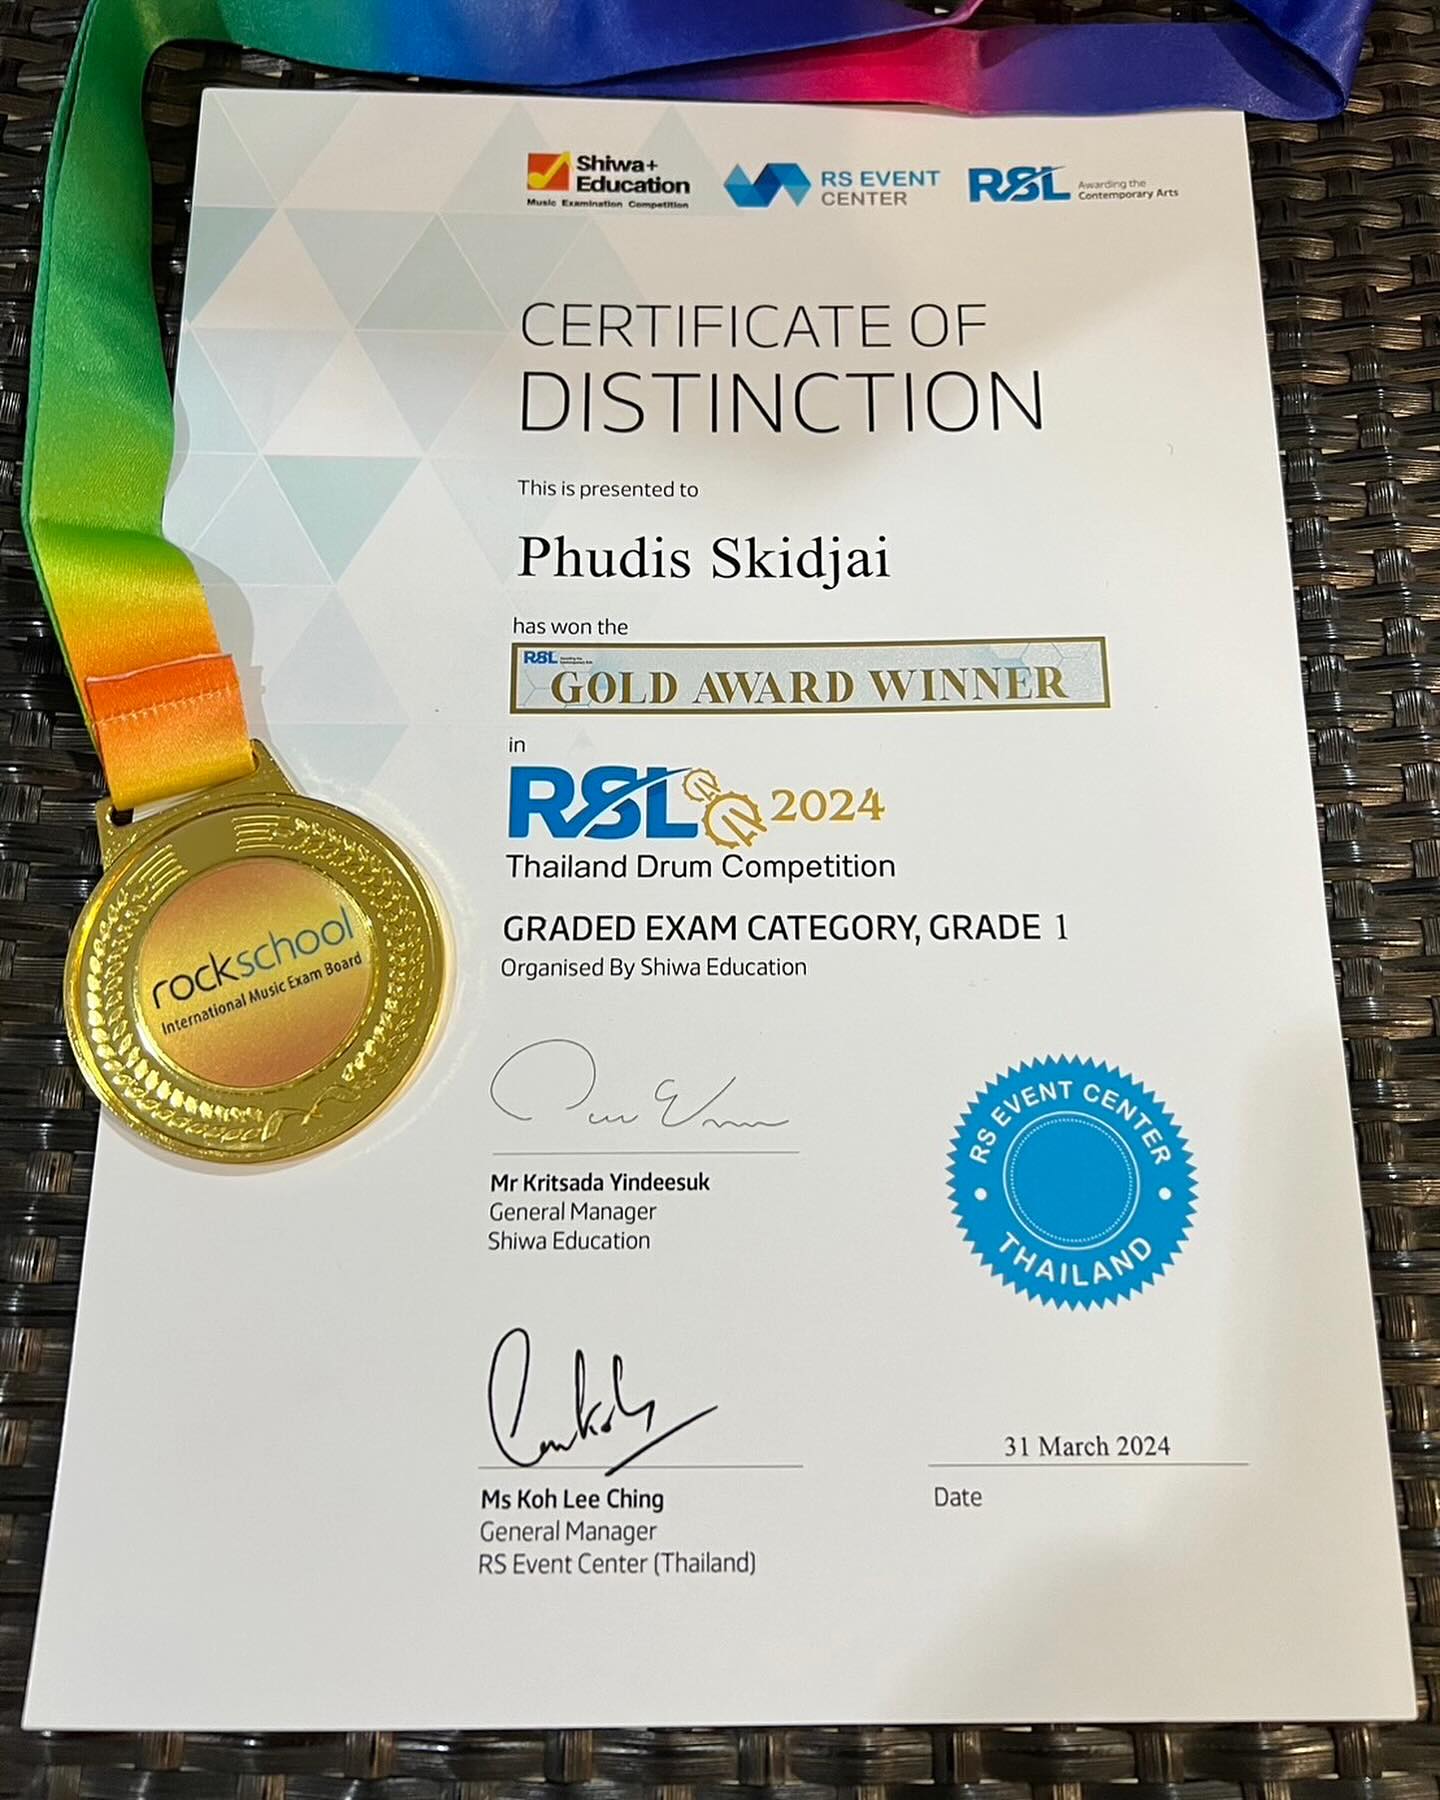 Shiwa+
Education
Music Examination Competition
RS EVENT
CENTER
RSL Awarding the
Contemporary Arts
CERTIFICATE OF
DISTINCTION
This is presented to
Phudis Skidjai
has won the
RSL
GOLD AWARD WINNER
in
RSL 2024
Thailand Drum Competition
GRADED EXAM CATEGORY, GRADE 1
Organised By Shiwa Education
rockschool
International Music Exam Board
Mr Kritsada Yindeesuk
General Manager
Shiwa Education
RS EVENT CENTER
THAILAND
Ms Koh Lee Ching
General Manager
RS Event Center (Thailand)
31 March 2024
Date